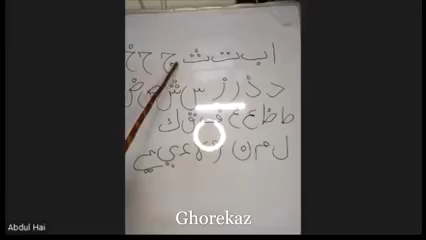 ا ب ت ث ج ح خ
د ذ ر ز س ش ص ض
ط ظ ع غ ف ق ك
ل م ن و ه ء ي
Ghorekaz
Abdul Hai